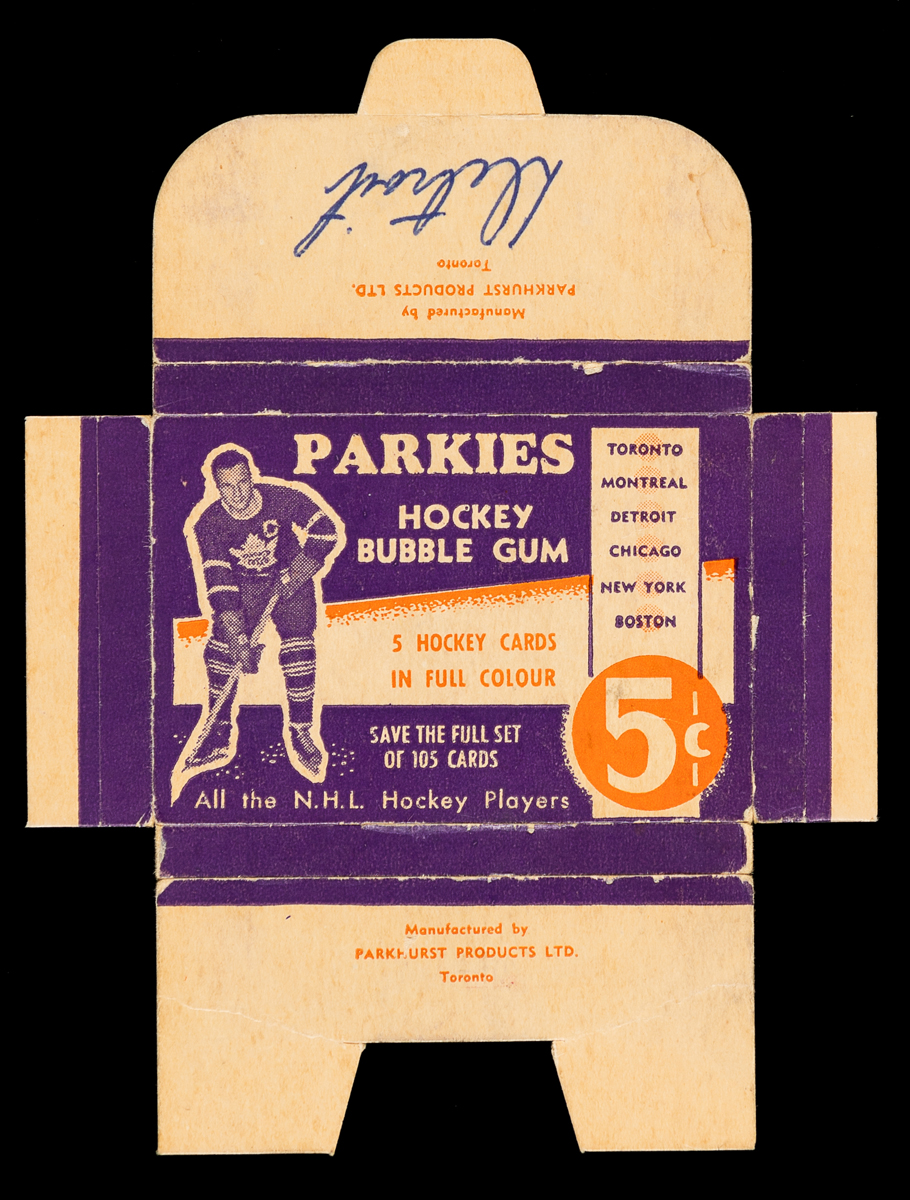 Detroit
Manufactured by
PARKHURST PRODUCTS LTD.
Toronto
PARKIES
HOCKEY
BUBBLE GUM
5 HOCKEY CARDS
IN FULL COLOUR
SAVE THE FULL SET
OF 105 CARDS
All the N.H.L. Hockey Players
TORONTO
MONTREAL
DETROIT
CHICAGO
NEW YORK
BOSTON
5¢
C
Manufactured by
PARKHURST PRODUCTS LTD.
Toronto